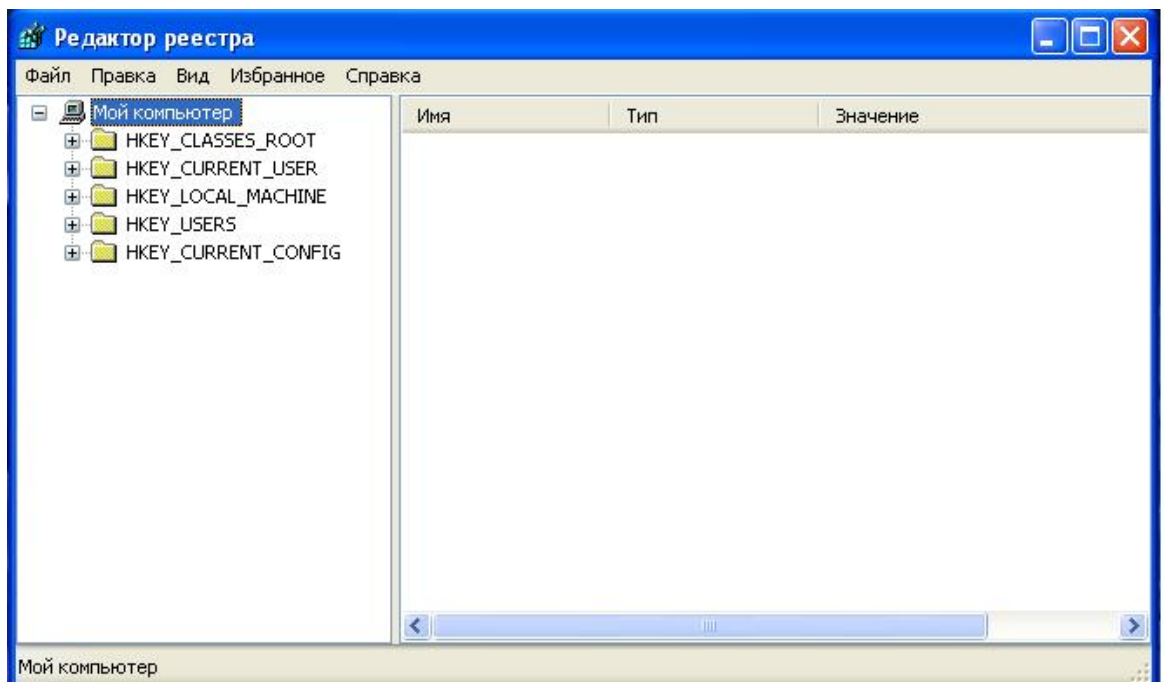 Редактор реестра
Файл Правка Вид Избранное Справка
Мой компьютер
HKEY_CLASSES_ROOT
HKEY_CURRENT_USER
HKEY_LOCAL_MACHINE
HKEY_USERS
HKEY_CURRENT_CONFIG
Имя Тип Значение
Мой компьютер